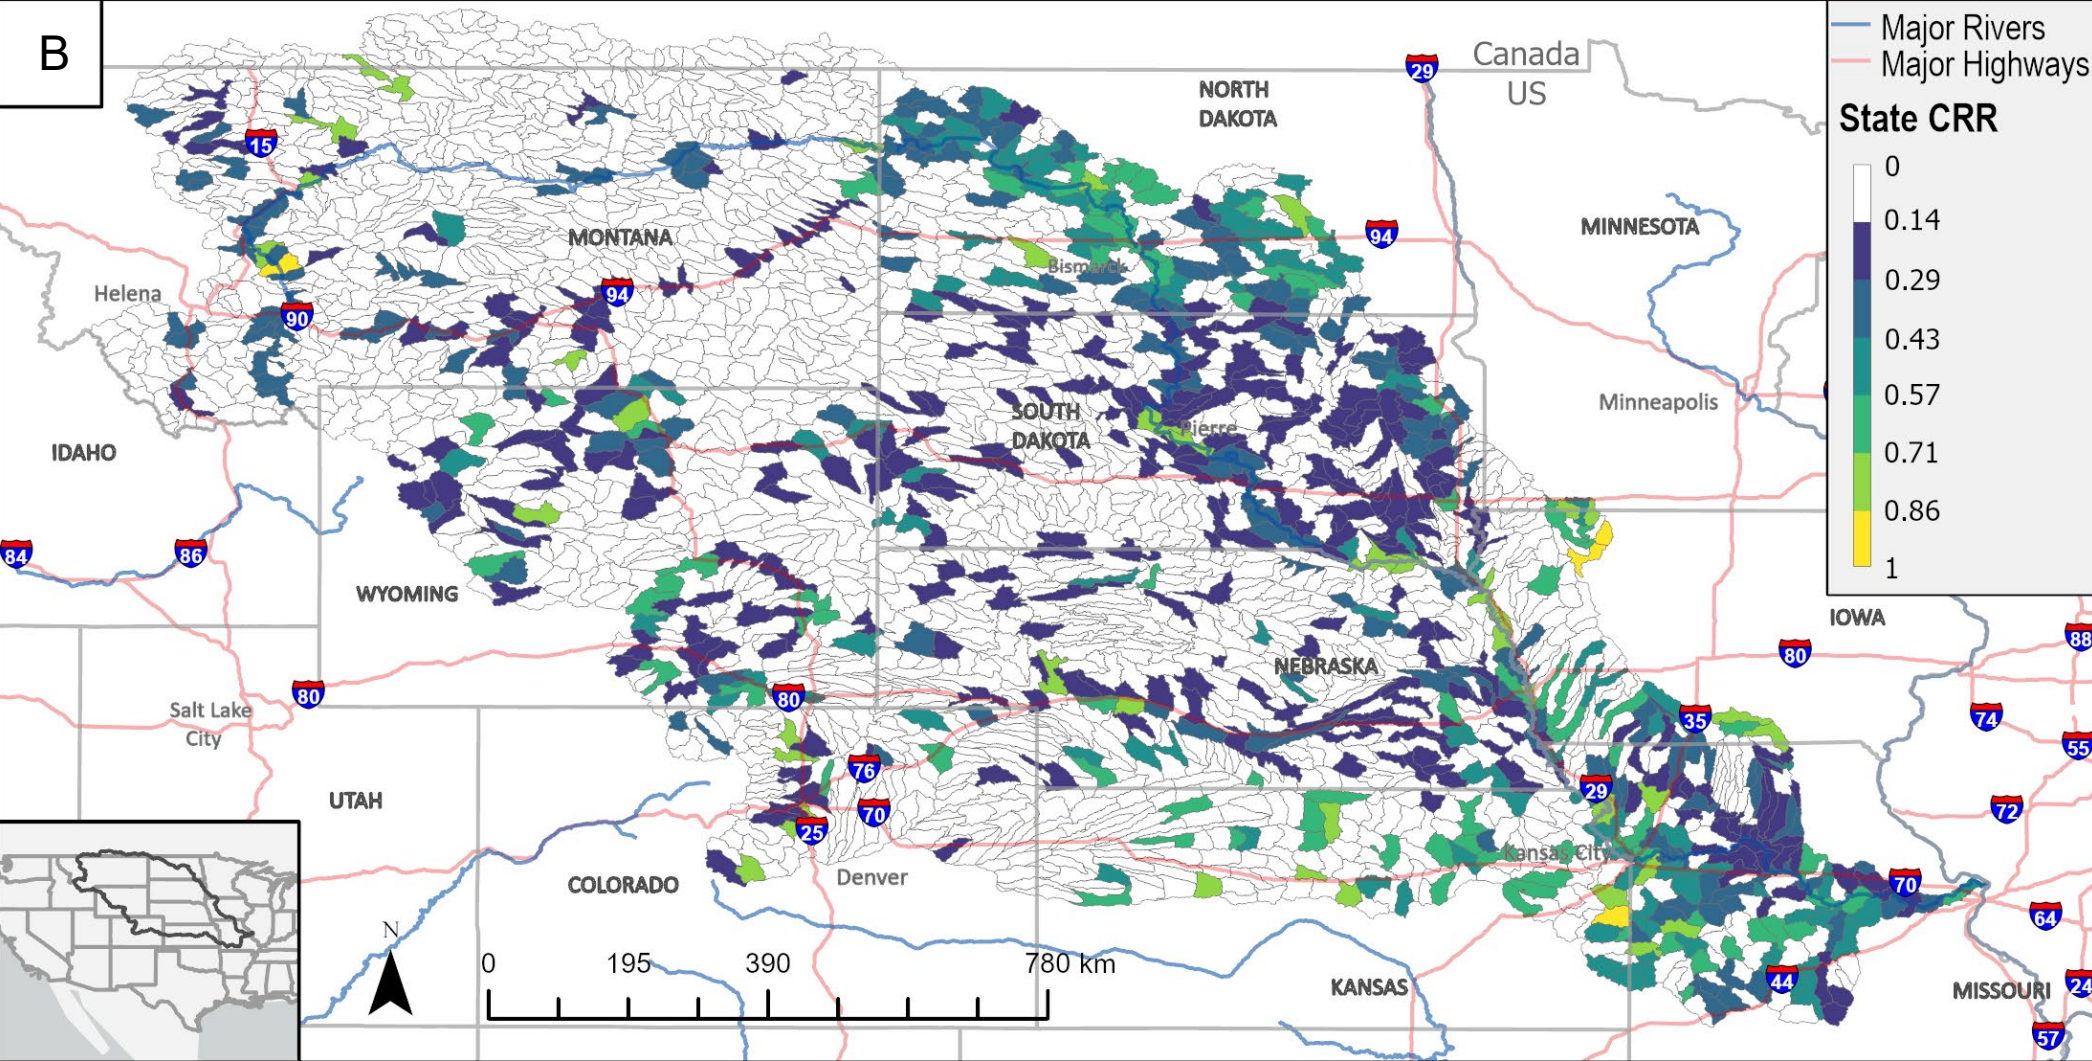 B
Canada
US
29
NORTH
DAKOTA
Major Rivers
Major Highways
State CRR
0
0.14
0.29
0.43
0.57
0.71
0.86
1
15
MONTANA
94
94
MINNESOTA
Bismarck
Helena
90
Minneapolis
SOUTH
DAKOTA
Pierre
IDAHO
84
86
WYOMING
IOWA
88
80
NEBRASKA
80
80
Salt Lake
City
35
74
55
76
UTAH
29
72
70
25
Kansas City
COLORADO
Denver
70
64
N
0
195
390
780 km
KANSAS
44
MISSOURI
24
57